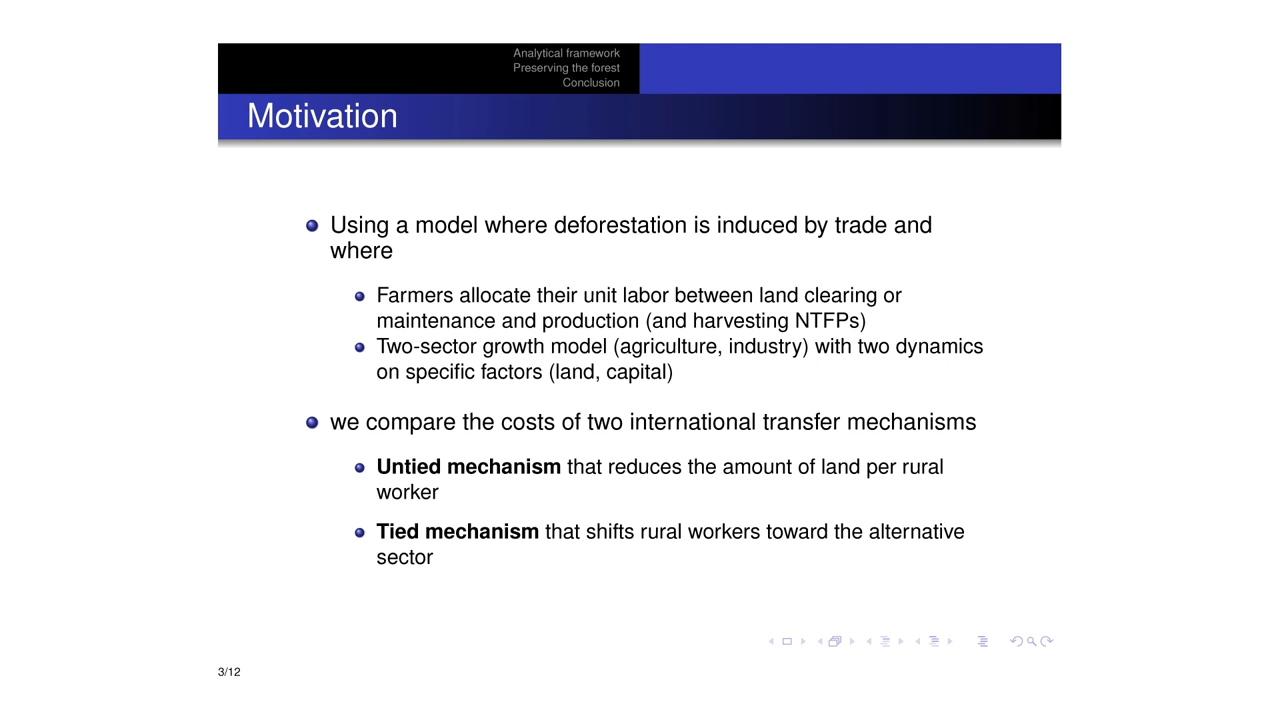 Analytical framework
Preserving the forest
Conclusion
Motivation
Using a model where deforestation is induced by trade and
where
Farmers allocate their unit labor between land clearing or
maintenance and production (and harvesting NTFPs)
Two-sector growth model (agriculture, industry) with two dynamics
on specific factors (land, capital)
we compare the costs of two international transfer mechanisms
Untied mechanism that reduces the amount of land per rural
worker
Tied mechanism that shifts rural workers toward the alternative
sector
3/12